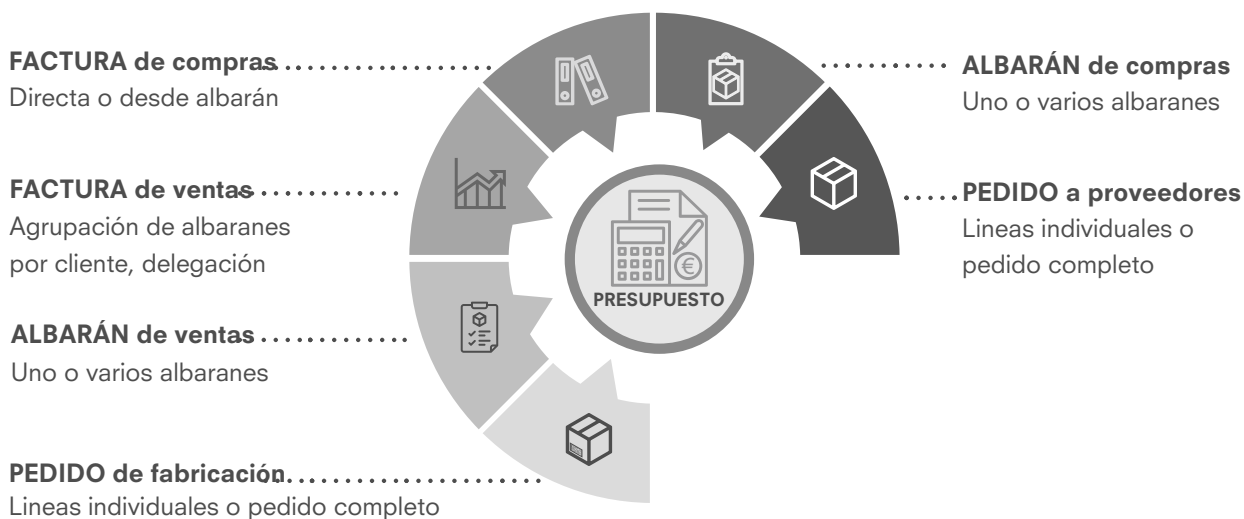 FACTURA de compras
Directa o desde albarán
FACTURA de ventas
Agrupación de albaranes
por cliente, delegación
ALBARÁN de ventas
Uno o varios albaranes
PEDIDO de fabricación
Lineas individuales o pedido completo
€
PRESUPUESTO
ALBARÁN de compras
Uno o varios albaranes
PEDIDO a proveedores
Lineas individuales o
pedido completo